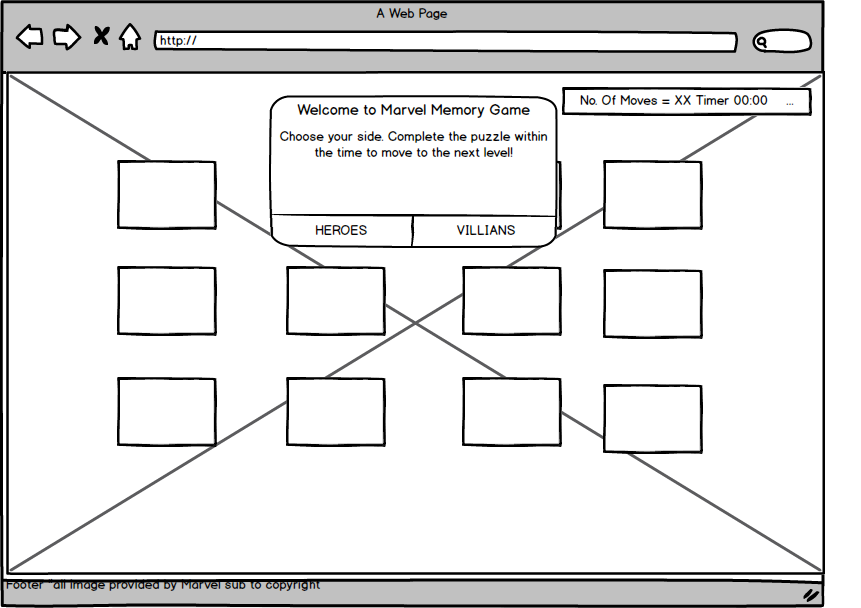 A Web Page
http://
No. Of Moves = XX Timer 00:00 ...
Welcome to Marvel Memory Game
Choose your side. Complete the puzzle within
the time to move to the next level!
HEROES VILLIANS
Footer "all image provided by Marvel sub to copyright